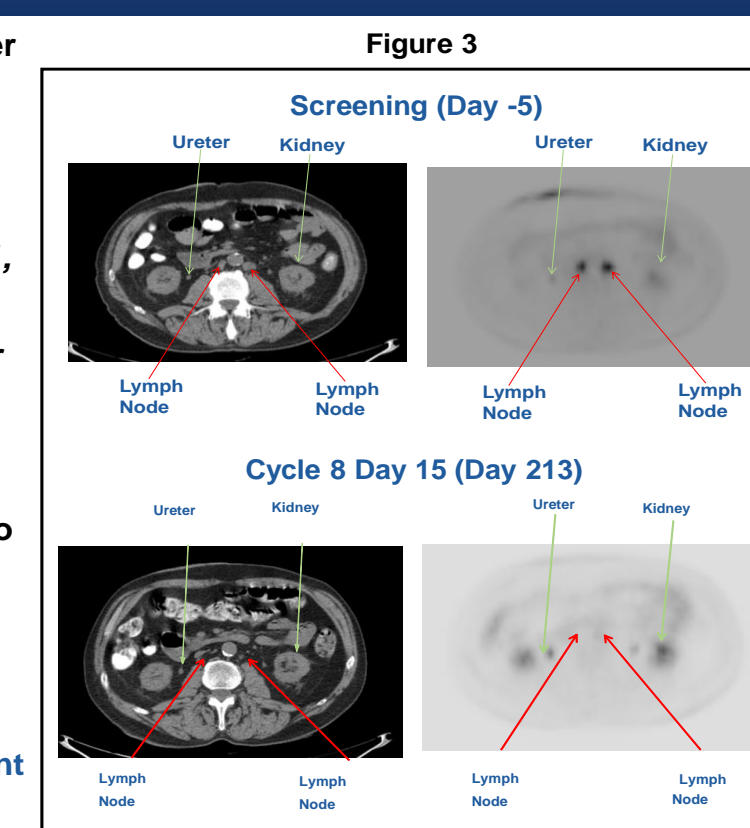 er
Figure 3
Screening (Day -5)
Ureter Kidney Ureter Kidney
,
Lymph Node
Lymph Node
Lymph Node
Lymph Node
Cycle 8 Day 15 (Day 213)
Ureter Kidney Ureter Kidney
o
nt
Lymph Node
Lymph Node
Lymph Node
Lymph Node